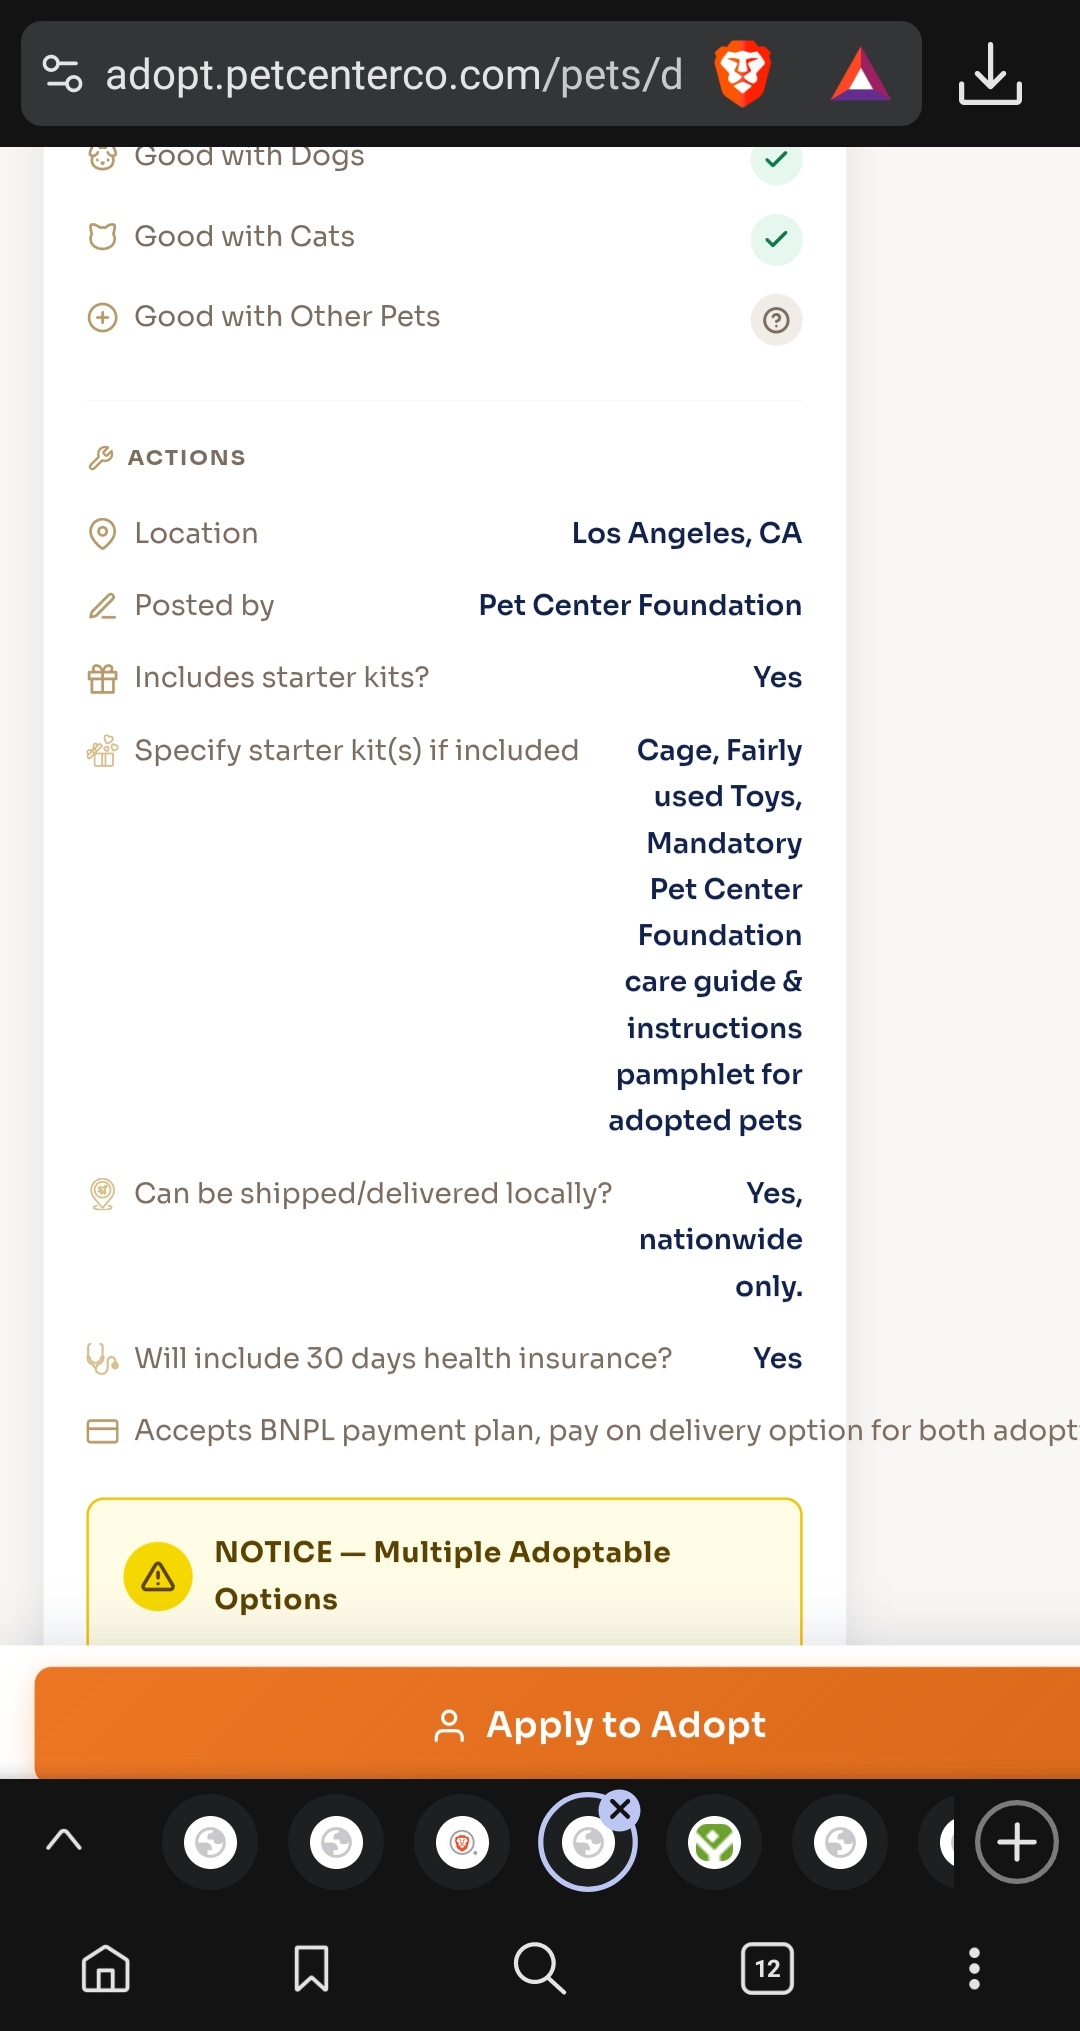 adopt.petcenterco.com/pets/d
Good with Dogs
Good with Cats
Good with Other Pets
ACTIONS
Location Los Angeles, CA
Posted by Pet Center Foundation
Includes starter kits? Yes
Specify starter kit(s) if included Cage, Fairly
used Toys,
Mandatory
Pet Center
Foundation
care guide &
instructions
pamphlet for
adopted pets
Can be shipped/delivered locally? Yes,
nationwide
only.
Will include 30 days health insurance? Yes
Accepts BNPL payment plan, pay on delivery option for both adopt
NOTICE — Multiple Adoptable
Options
Apply to Adopt
12